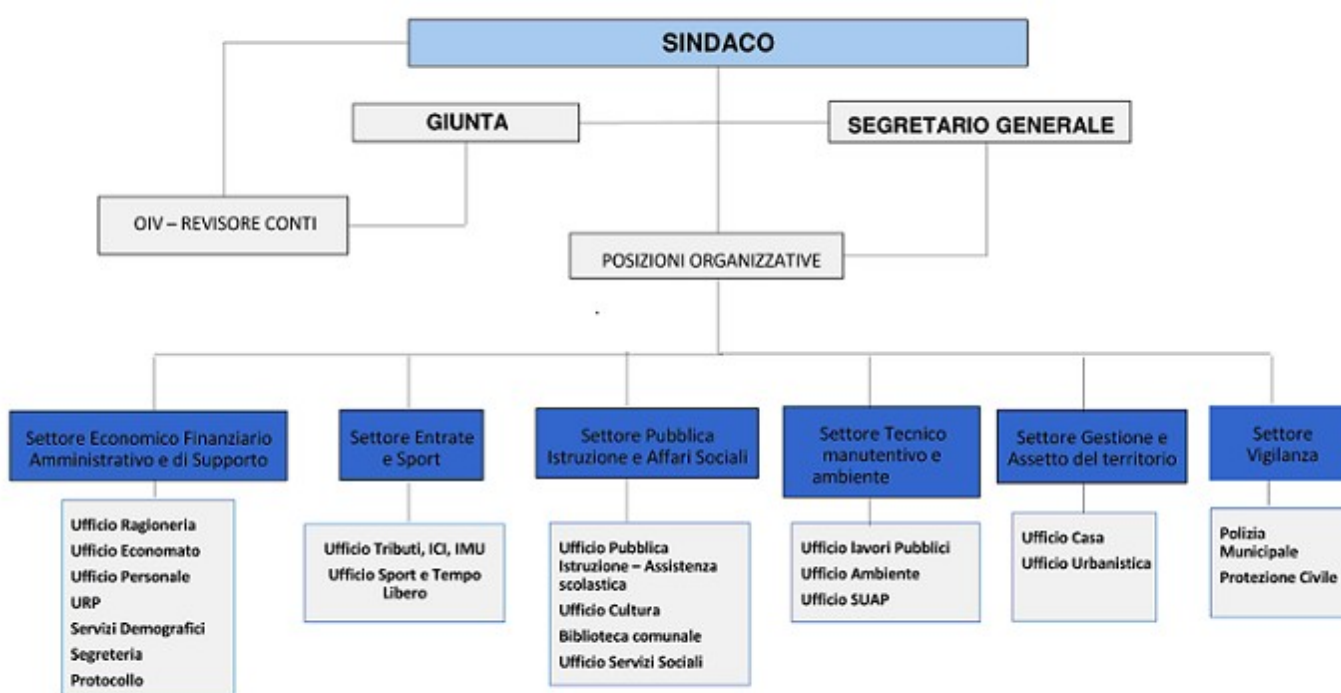 SINDACO
GIUNTA
SEGRETARIO GENERALE
OIV – REVISORE CONTI
POSIZIONI ORGANIZZATIVE
Settore Economico Finanziario
Amministrativo e di Supporto
Settore Entrate
e Sport
Settore Pubblica
Istruzione e Affari Sociali
Settore Tecnico
manutentivo e
ambiente
Settore Gestione e
Assetto del territorio
Settore
Vigilanza
Ufficio Ragioneria
Ufficio Economato
Ufficio Personale
URP
Servizi Demografici
Segreteria
Protocollo
Ufficio Tributi, ICI, IMU
Ufficio Sport e Tempo
Libero
Ufficio Pubblica
Istruzione – Assistenza
scolastica
Ufficio Cultura
Biblioteca comunale
Ufficio Servizi Sociali
Ufficio lavori Pubblici
Ufficio Ambiente
Ufficio SUAP
Ufficio Casa
Ufficio Urbanistica
Polizia
Municipale
Protezione Civile